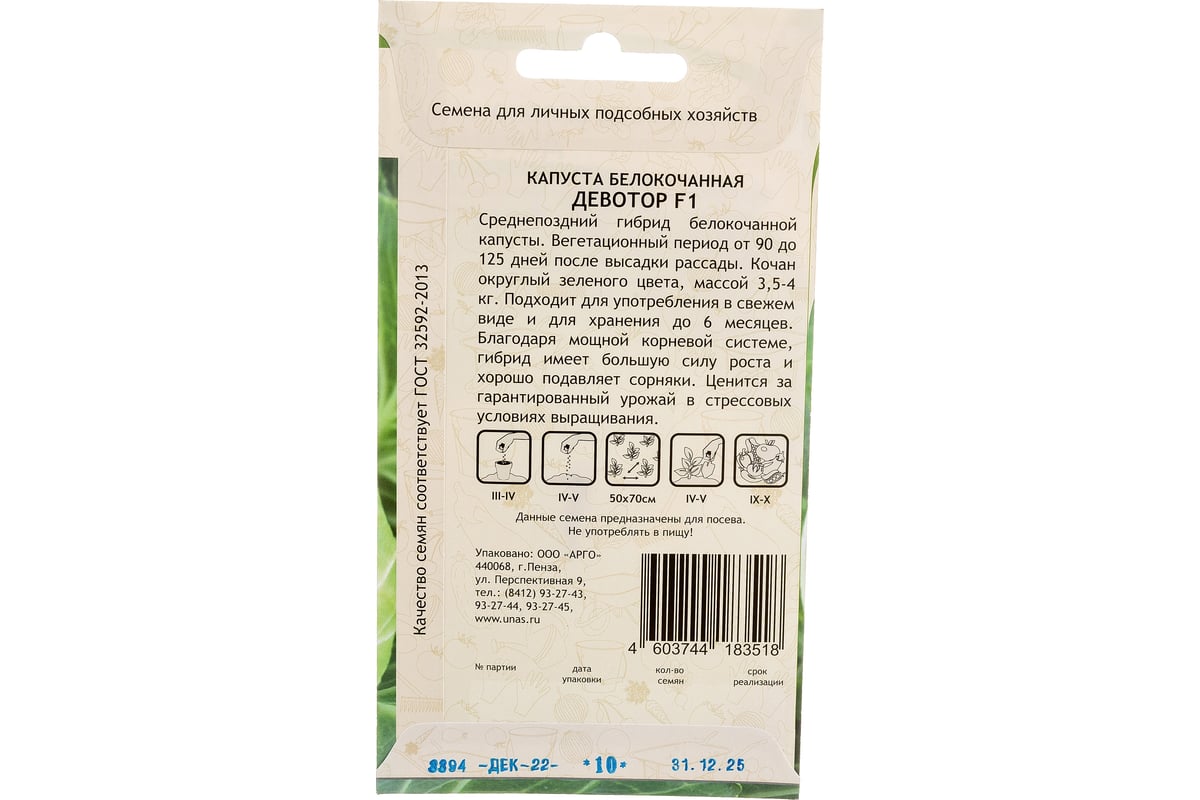 Семена для личных подсобных хозяйств
КАПУСТА БЕЛОКОЧАННАЯ
ДЕВОТОР F1
Среднепоздний гибрид белокочанной
капусты. Вегетационный период от 90 до
125 дней после высадки рассады. Кочан
округлый зеленого цвета, массой 3,5-4
кг. Подходит для употребления в свежем
виде и для хранения до 6 месяцев.
Благодаря мощной корневой системе,
гибрид имеет большую силу роста и
хорошо подавляет сорняки. Ценится за
гарантированный урожай в стрессовых
условиях выращивания.
III-IV IV-V 50x70см IV-V IX-X
Данные семена предназначены для посева.
Не употреблять в пищу!
Качество семян соответствует ГОСТ 32592-2013
Упаковано: ООО «АРГО»
440068, г.Пенза,
ул. Перспективная 9,
тел.: (8412) 93-27-43,
93-27-44, 93-27-45,
www.unas.ru
4 603744 183518
№ партии дата кол-во срок
упаковки семян реализации
3394 -ДЕК-22- *10* 31.12.25